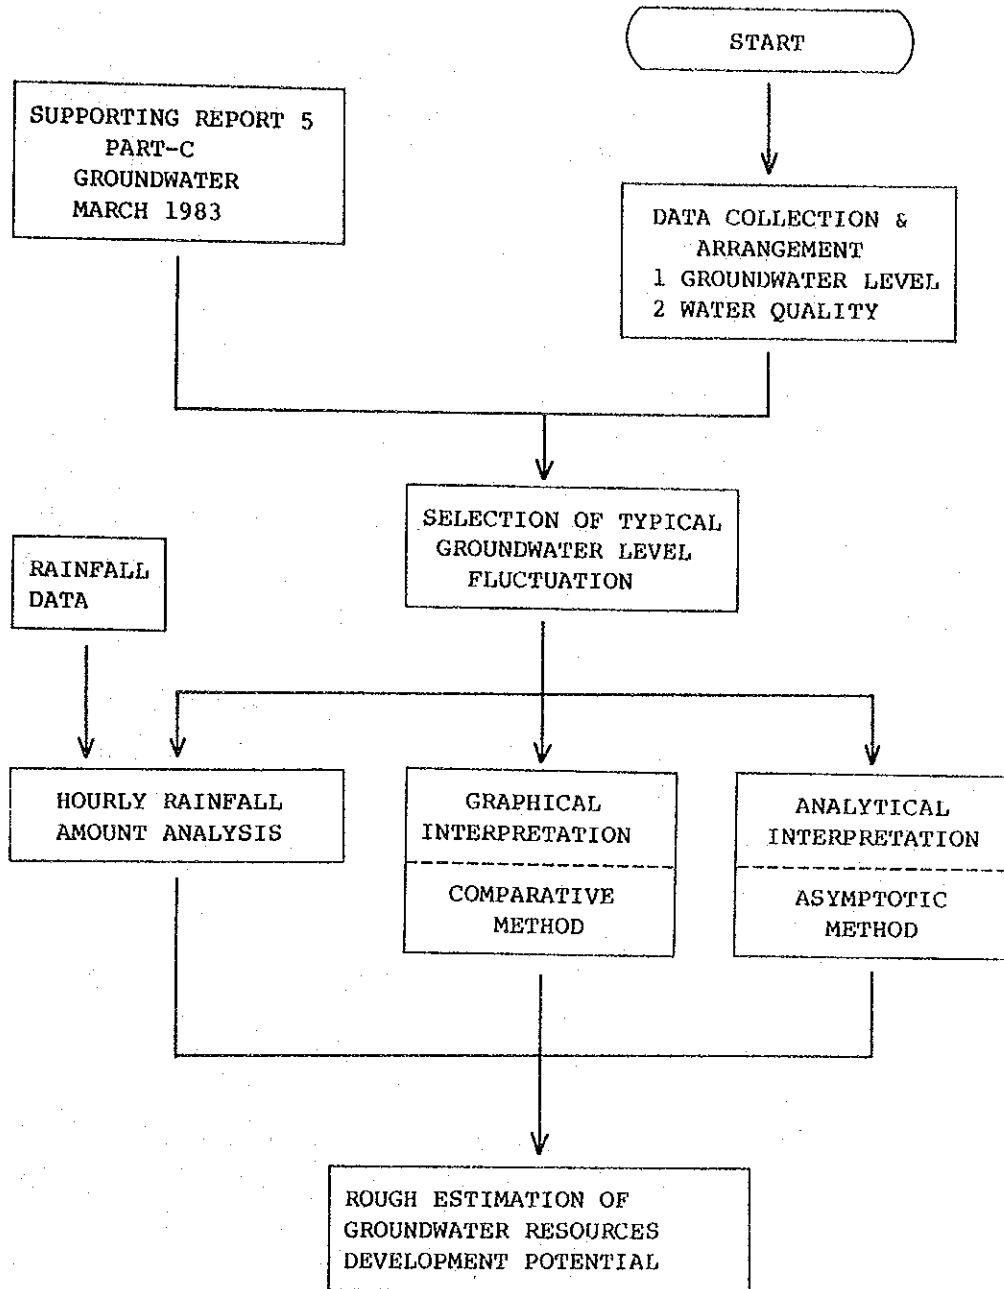 START
SUPPORTING REPORT 5
PART-C
GROUNDWATER
MARCH 1983
DATA COLLECTION &
ARRANGEMENT
1 GROUNDWATER LEVEL
2 WATER QUALITY
SELECTION OF TYPICAL
GROUNDWATER LEVEL
FLUCTUATION
RAINFALL
DATA
HOURLY RAINFALL
AMOUNT ANALYSIS
GRAPHICAL
INTERPRETATION
COMPARATIVE
METHOD
ANALYTICAL
INTERPRETATION
ASYMPTOTIC
METHOD
ROUGH ESTIMATION OF
GROUNDWATER RESOURCES
DEVELOPMENT POTENTIAL